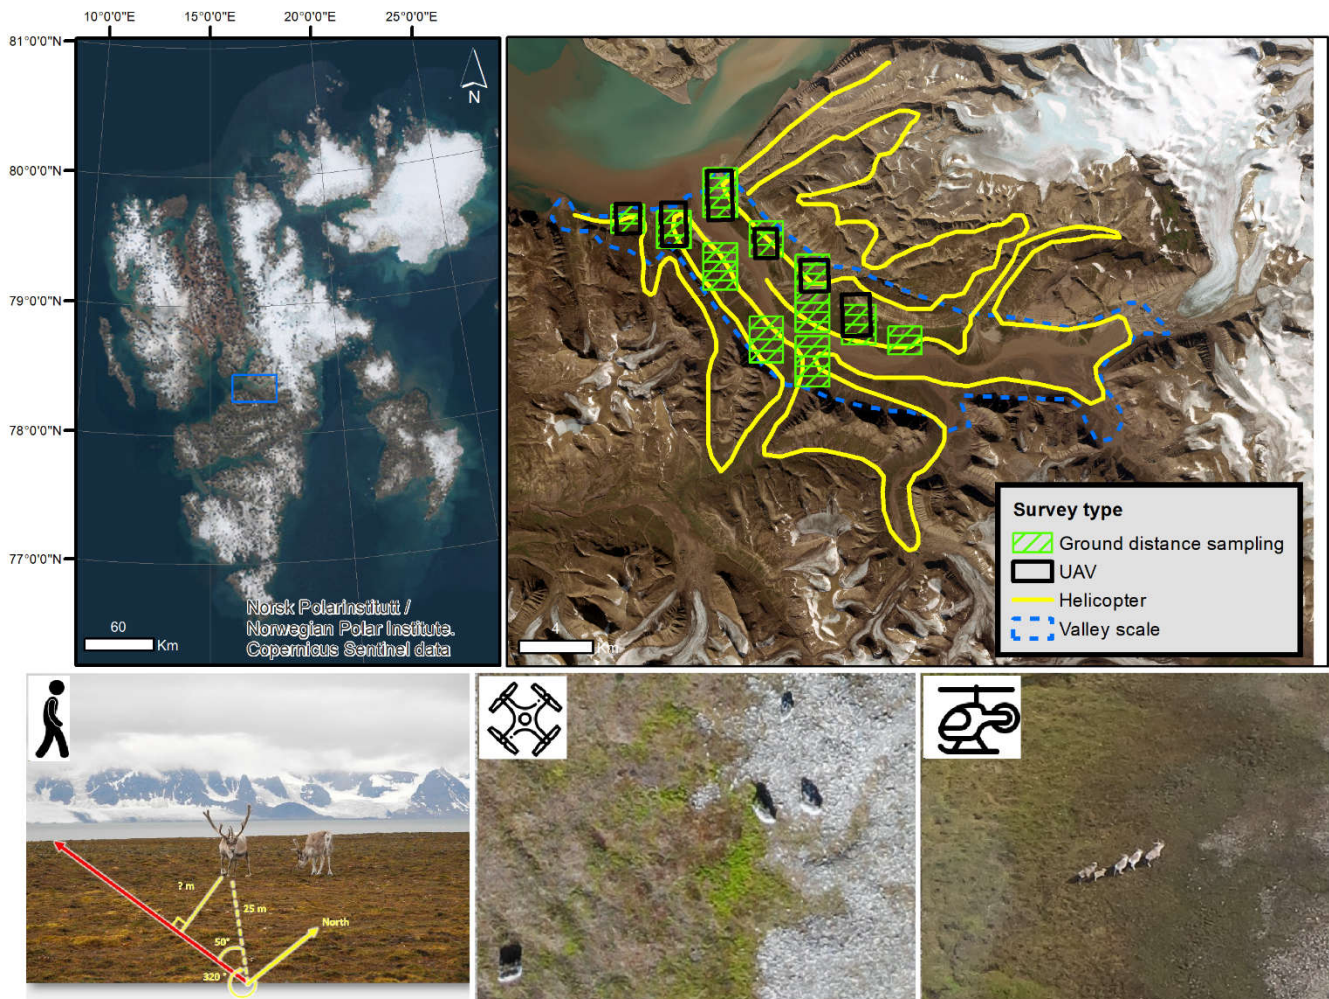 10°0'0"E 15°0'0"E 20°0'0"E 25°0'0"E
81°0'0"N
80°0'0"N
79°0'0"N
78°0'0"N
77°0'0"N
N
Norsk Polarinstitutt /
Norwegian Polar Institute.
Copernicus Sentinel data
60
Km
4
Km
Survey type
Ground distance sampling
UAV
Helicopter
Valley scale
? m
25 m
North
50°
320°